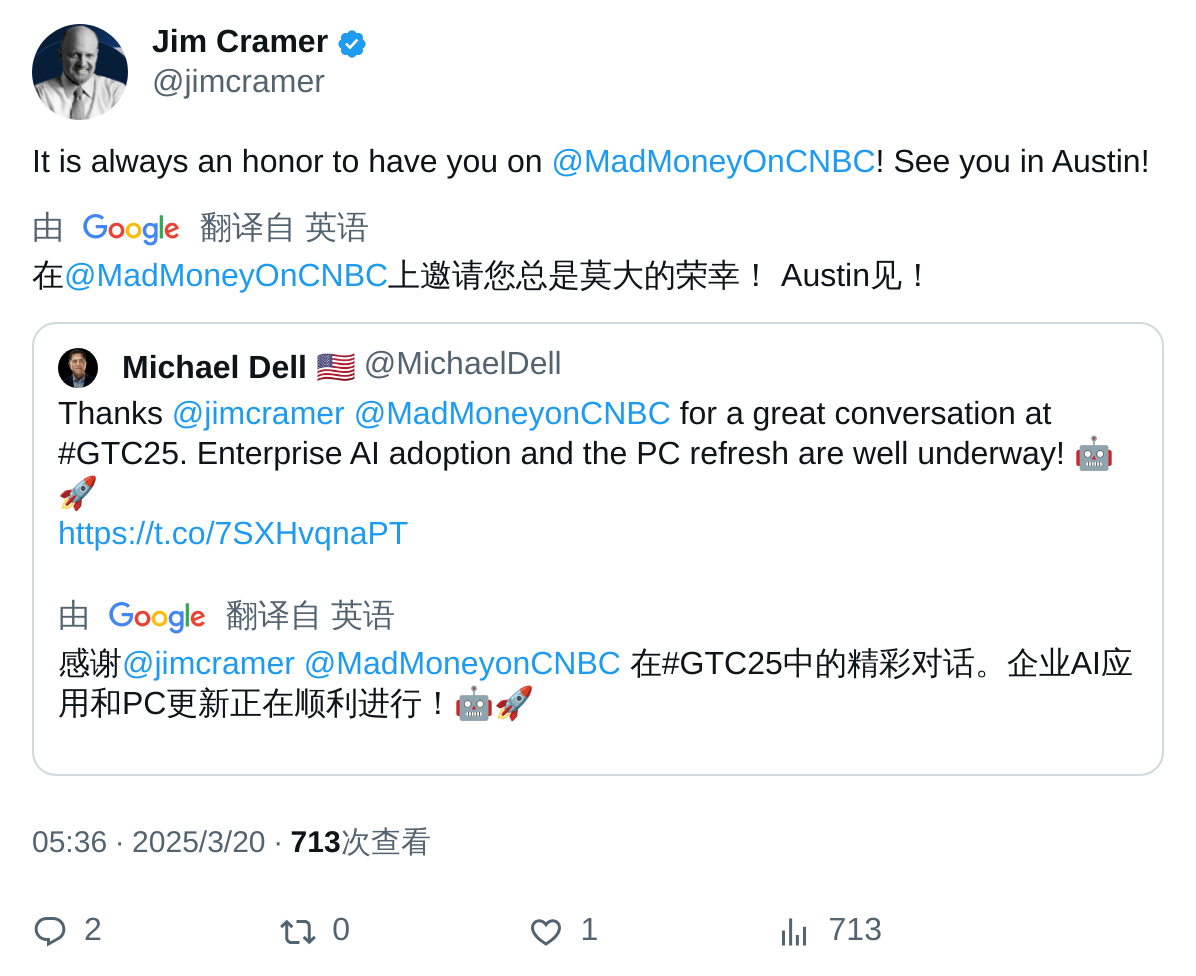 Jim Cramer
@jimcramer
It is always an honor to have you on @MadMoneyOnCNBC! See you in Austin!
由 Google 翻译自 英语
在@MadMoneyOnCNBC上邀请您总是莫大的荣幸！ Austin见！
Michael Dell 🇺🇸 @MichaelDell
Thanks @jimcramer @MadMoneyonCNBC for a great conversation at
#GTC25. Enterprise AI adoption and the PC refresh are well underway! 🤖
🚀
https://t.co/7SXHvqnaPT
由 Google 翻译自 英语
感谢@jimcramer @MadMoneyonCNBC 在#GTC25中的精彩对话。企业AI应
用和PC更新正在顺利进行！🤖🚀
05:36 · 2025/3/20 · 713次查看
2 0 1 713